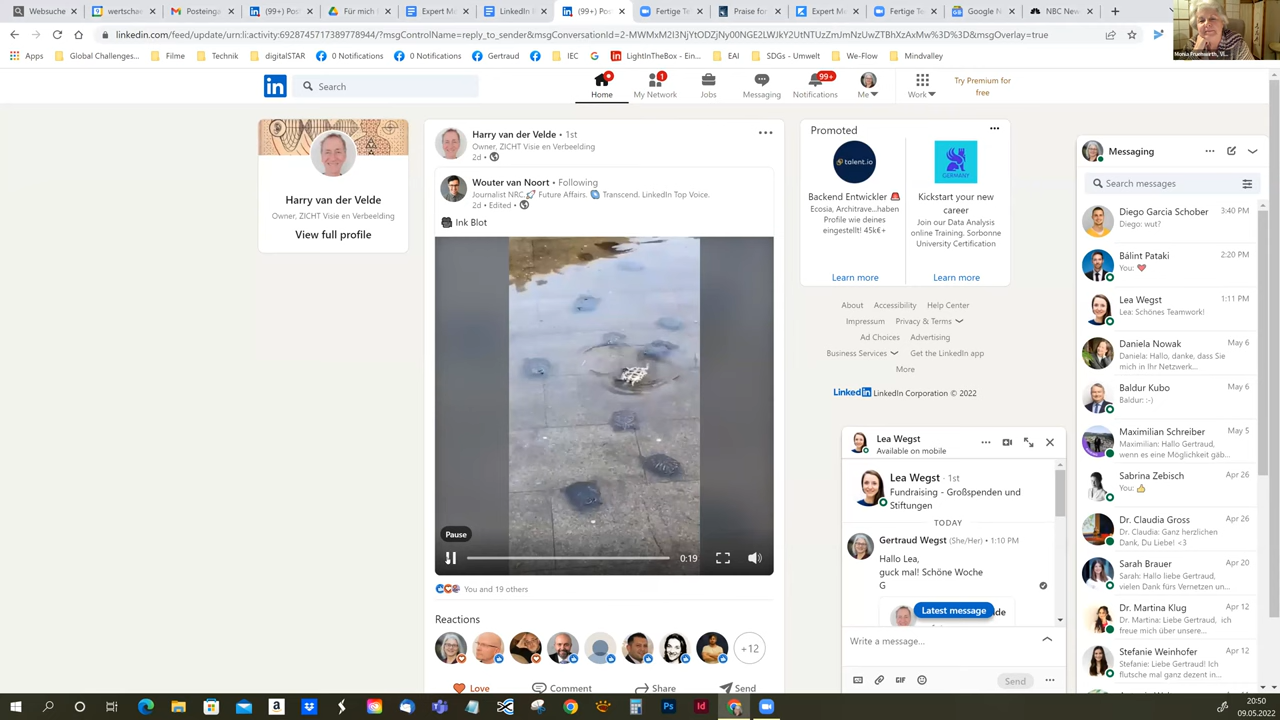 Websuche
wertschae
Posteinga
(99+) Pos
Für mich
Expert Mo
LinkedIn
(99+) Pos
Fertige Te
Praise for
Expert Mo
Fertige Te
Google N
NBC New
linkedin.com/feed/update/urn:li:activity:6928745717389778944/?msgControlName=reply_to_sender&msgConversationId=2-MWMxM2I3NjYtODZjNy00NGE2LWJkY2UtNTUzZmJmNzUwZTBhXzAxMw%3D%3D&msgOverlay=true
Apps
Global Challenges...
Filme
Technik
digitalSTAR
0 Notifications
0 Notifications
Gertraud
IEC
LightInTheBox - Ein...
EAI
SDGs - Umwelt
We-Flow
Mindvalley
in
Search
Home
1
My Network
Jobs
Messaging
99+
Notifications
Me
Work
Try Premium for
free
Harry van der Velde
Owner, ZICHT Visie en Verbeelding
View full profile
Harry van der Velde • 1st
Owner, ZICHT Visie en Verbeelding
2d •
Wouter van Noort • Following
Journalist NRC. Future Affairs. Transcend. LinkedIn Top Voice.
2d • Edited •
Ink Blot
Pause
0:19
You and 19 others
Reactions
+12
Love
Comment
Share
Send
Promoted
talent.io
Backend Entwickler
Ecosia, Architrave...haben
Profile wie deines
eingestellt! 45k€+
Learn more
GERMANY
Kickstart your new
career
Join our Data Analysis
online Training. Sorbonne
University Certification
Learn more
About Accessibility Help Center
Impressum Privacy & Terms
Ad Choices Advertising
Business Services Get the LinkedIn app
More
LinkedIn LinkedIn Corporation © 2022
Lea Wegst
Available on mobile
Lea Wegst · 1st
Fundraising - Großspenden und
Stiftungen
TODAY
Gertraud Wegst (She/Her) • 1:10 PM
Hallo Lea,
guck mal! Schöne Woche
G
Latest message
de
Write a message...
GIF
Send
Messaging
Search messages
Diego Garcia Schober 3:40 PM
Diego: wut?
Bálint Pataki 2:20 PM
You:
Lea Wegst 1:11 PM
Lea: Schönes Teamwork!
Daniela Nowak May 6
Daniela: Hallo, danke, dass Sie
mich in Ihr Netzwerk...
Baldur Kubo May 6
Baldur: :-)
Maximilian Schreiber May 5
Maximilian: Hallo Gertraud,
wenn es eine Möglichkeit gäb...
Sabrina Zebisch Apr 26
You:
Dr. Claudia Gross Apr 26
Dr. Claudia: Ganz herzlichen
Dank, Du Liebe! <3
Sarah Brauer Apr 20
Sarah: Hallo liebe Gertraud,
vielen Dank fürs Vernetzen un...
Dr. Martina Klug Apr 12
Dr. Martina: Liebe Gertraud, ich
freue mich über unsere...
Stefanie Weinhofer Apr 12
Stefanie: Liebe Gertraud! Ich
flutsche mal ganz elegant in d...
20:50
09.05.2022